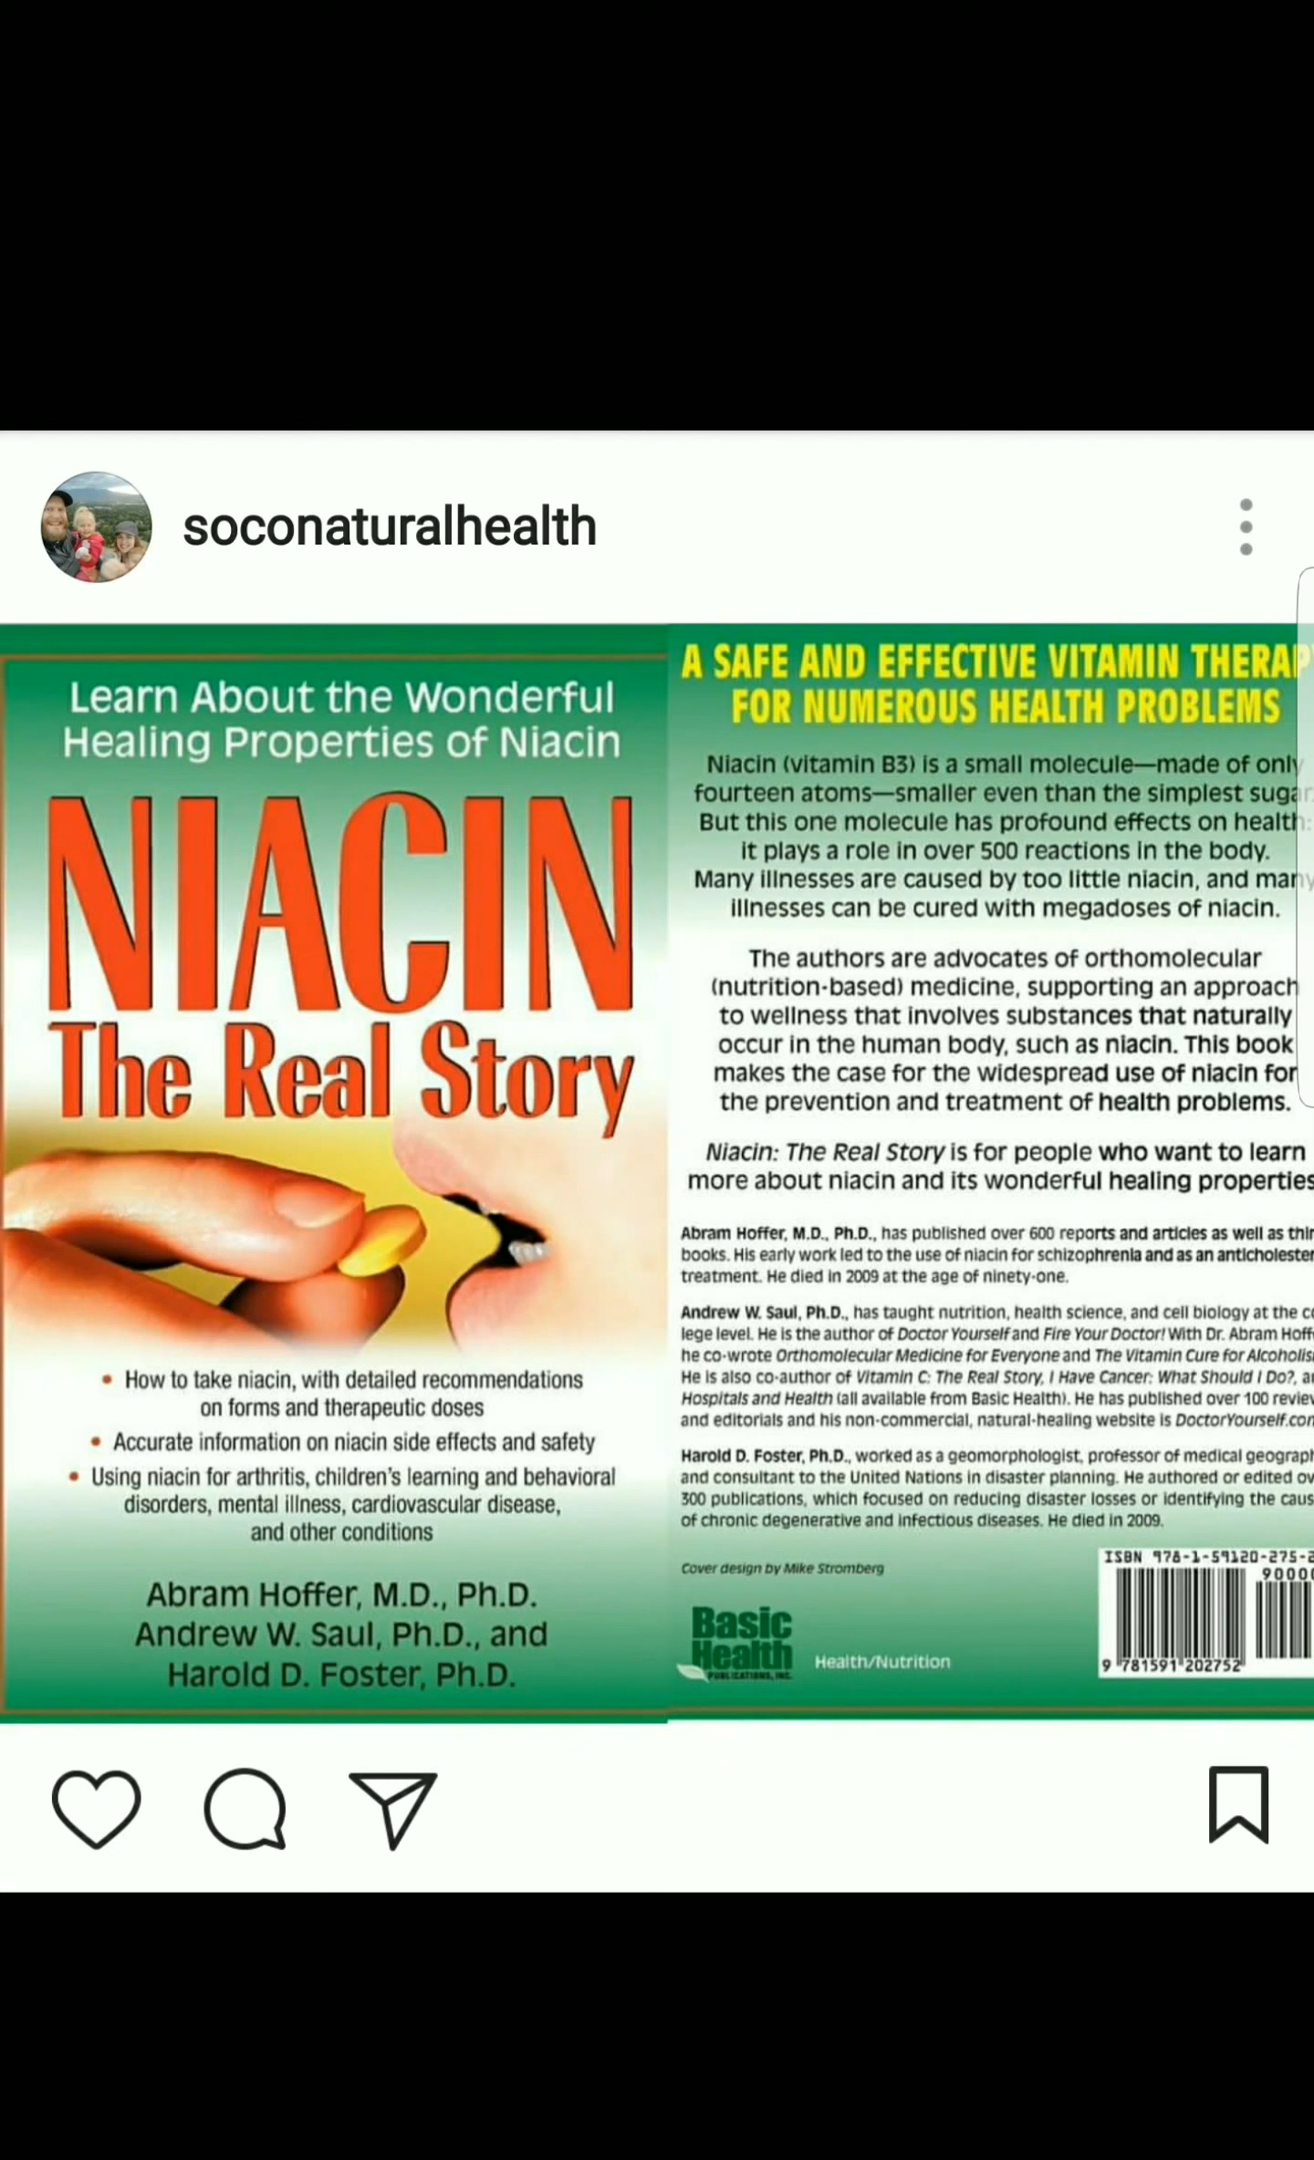 soconaturalhealth
Learn About the Wonderful
Healing Properties of Niacin
NIACIN
The Real Story
• How to take niacin, with detailed recommendations
on forms and therapeutic doses
• Accurate information on niacin side effects and safety
• Using niacin for arthritis, children's learning and behavioral
disorders, mental illness, cardiovascular disease,
and other conditions
Abram Hoffer, M.D., Ph.D.
Andrew W. Saul, Ph.D., and
Harold D. Foster, Ph.D.
A SAFE AND EFFECTIVE VITAMIN
FOR NUMEROUS HEALTH PROBLEMS
Niacin (vitamin B3) is a small molecule—made of only
fourteen atoms—smaller even than the simplest sugar
But this one molecule has profound effects on health:
it plays a role in over 500 reactions in the body.
Many illnesses are caused by too little niacin, and many
illnesses can be cured with megadoses of niacin.
The authors are advocates of orthomolecular
(nutrition-based) medicine, supporting an approach
to wellness that involves substances that naturally
occur in the human body, such as niacin. This book
makes the case for the widespread use of niacin for
the prevention and treatment of health problems.
Niacin: The Real Story is for people who want to learn
more about niacin and its wonderful healing properties
Abram Hoffer, M.D., Ph.D., has published over 600 reports and articles as well as
books. His early work led to the use of niacin for schizophrenia and as an
treatment. He died in 2009 at the age of ninety-one.
Andrew W. Saul, Ph.D., has taught nutrition, health science, and cell biology at the
lege level. He is the author of Doctor Yourself and Fire Your Doctor! With Dr. Abram
he co-wrote Orthomolecular Medicine for Everyone and The Vitamin Cure for
He is also co-author of Vitamin C: The Real Story, I Have Cancer: What Should I Do?,
Hospitals and Health (all available from Basic Health). He has published over 100
and editorials and his non-commercial, natural-healing website is
Harold D. Foster, Ph.D., worked as a geomorphologist, professor of medical
and consultant to the United Nations in disaster planning. He authored or edited
300 publications, which focused on reducing disaster losses or identifying the
of chronic degenerative and infectious diseases. He died in 2009.
Cover design by Mike Stromberg
ISBN 978-1-59120-275-2
90000
Basic
Health
PUBLICATIONS, INC.
Health/Nutrition
9 781591 202752